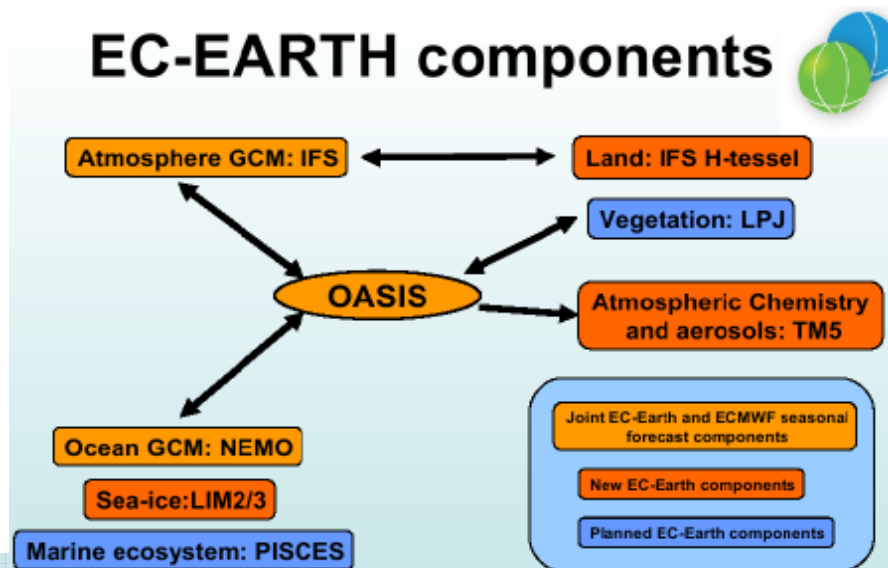 EC-EARTH components
Atmosphere GCM: IFS
Land: IFS H-tessel
Vegetation: LPJ
OASIS
Atmospheric Chemistry
and aerosols: TM5
Ocean GCM: NEMO
Sea-ice:LIM2/3
Marine ecosystem: PISCES
Joint EC-Earth and ECMWF seasonal
forecast components
New EC-Earth components
Planned EC-Earth components